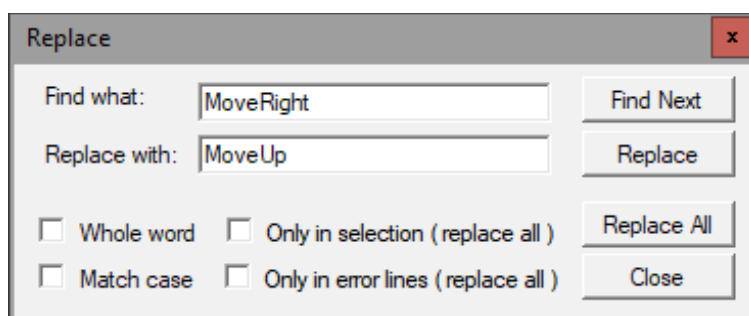 Replace x
Find what: MoveRight Find Next
Replace with: MoveUp Replace
Whole word Only in selection ( replace all ) Replace All
Match case Only in error lines ( replace all ) Close